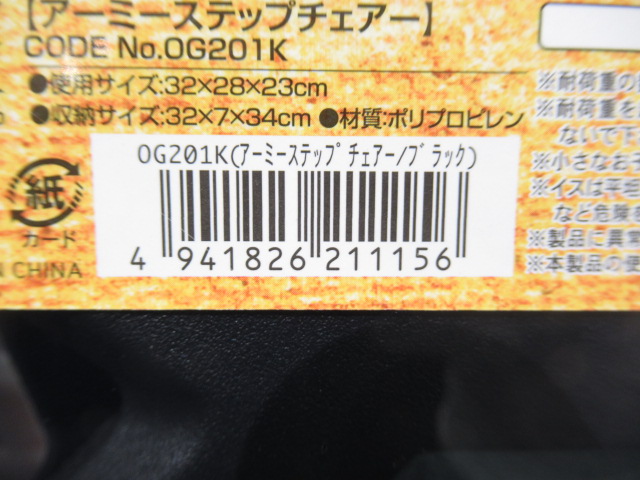 【アーミーステップチェアー】
CODE No.OG201K
●使用サイズ:32×28×23cm
●収納サイズ:32×7×34cm ●材質:ポリプロピレン
OG201K(ｱｰﾐｰｽﾃｯﾌﾟﾁｪｱｰ/ﾌﾞﾗｯｸ)
4 941826 211156
紙
カード
CHINA
※耐荷重の
※耐荷重を
ないで下
※小さなお
※イスは平坦
など危険
※製品に異常
※本製品の使